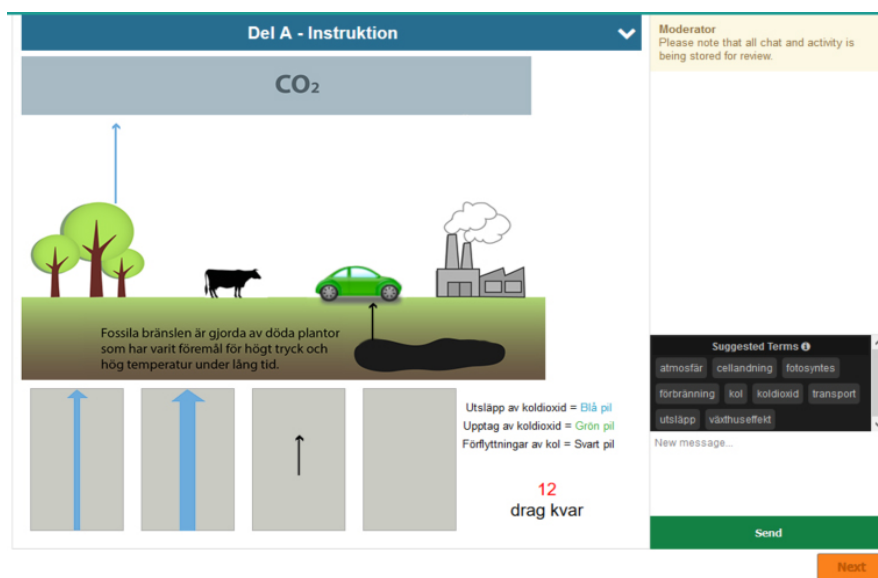 Del A - Instruktion
CO₂
Fossila bränslen är gjorda av döda plantor
som har varit föremål för högt tryck och
hög temperatur under lång tid.
Utsläpp av koldioxid = Blå pil
Upptag av koldioxid = Grön pil
Förflyttningar av kol = Svart pil
12
drag kvar
Moderator
Please note that all chat and activity is
being stored for review.
Suggested Terms
atmosfär cellandning fotosyntes
förbränning kol koldioxid transport
utsläpp växthuseffekt
New message...
Send
Next